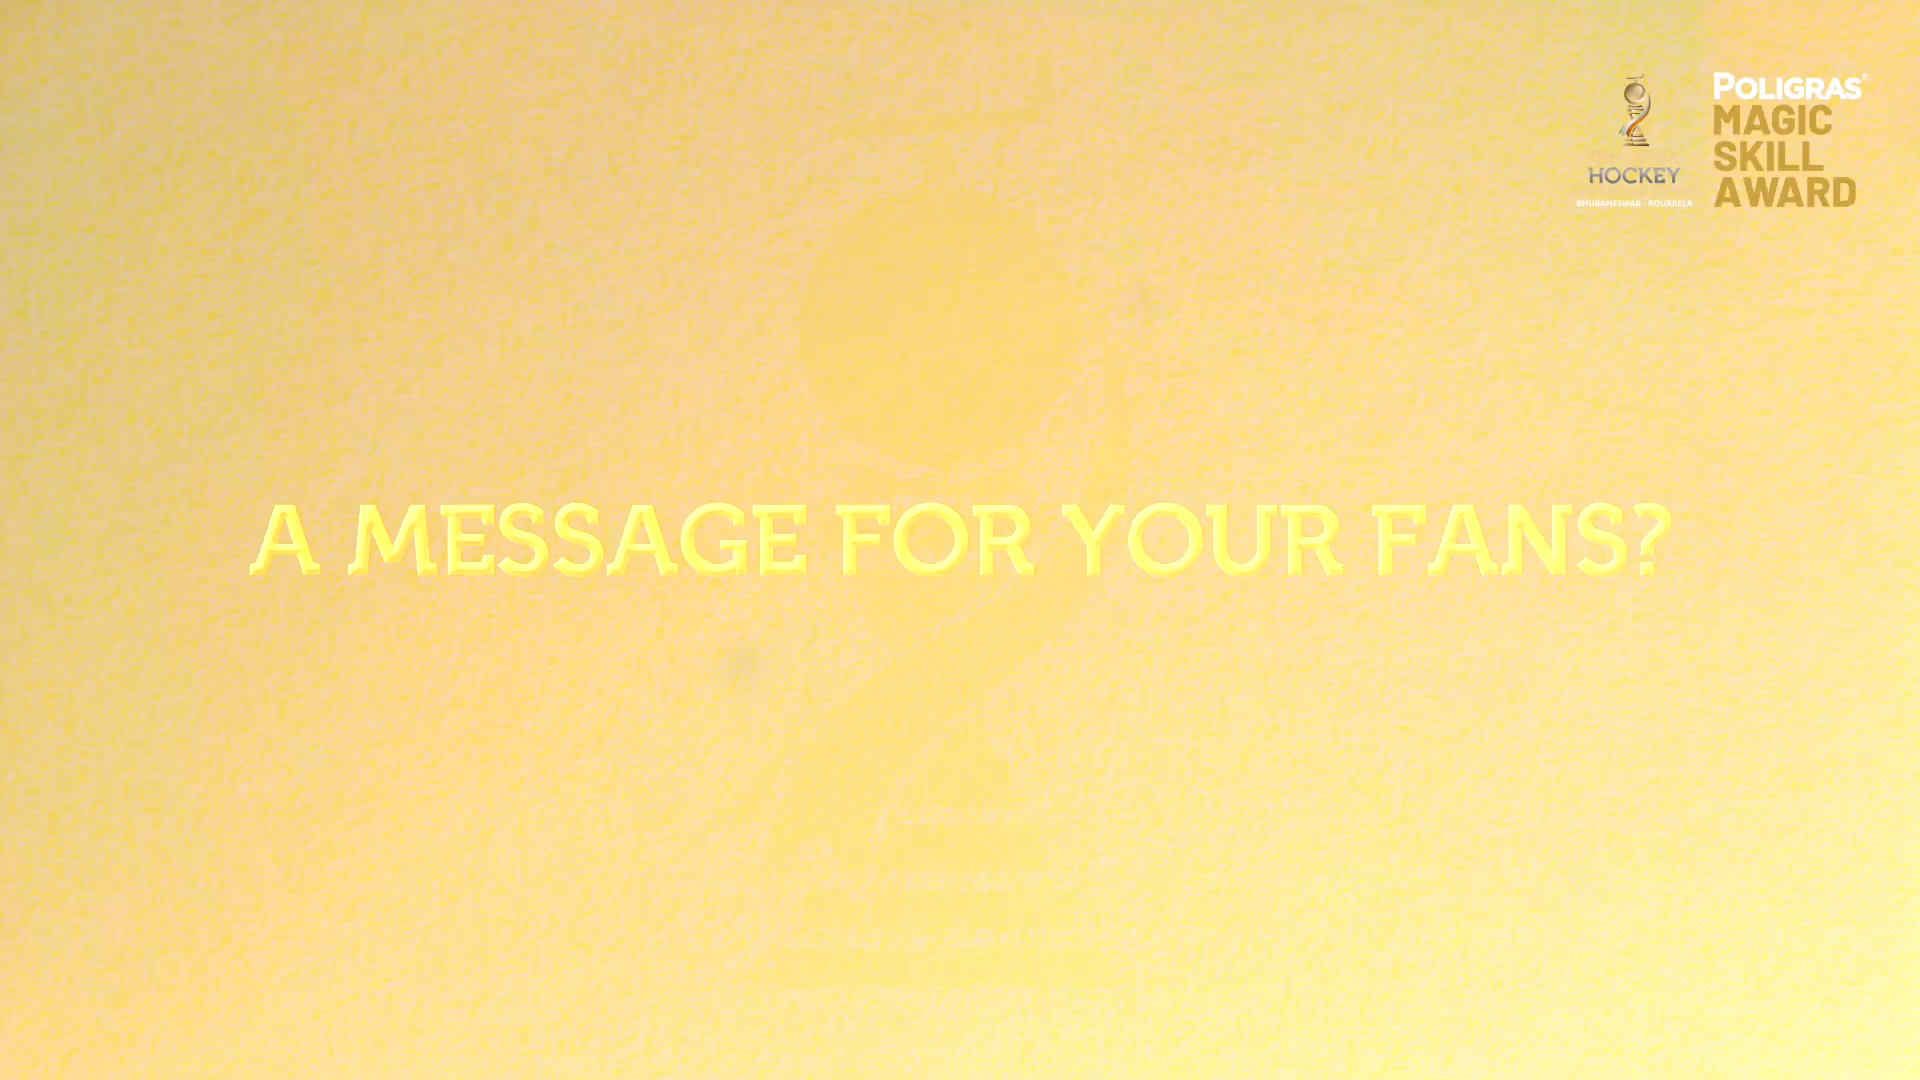 POLIGRAS®
MAGIC
SKILL
AWARD
HOCKEY
BHUBANESWAR - ROURKELA
A MESSAGE FOR YOUR FANS?